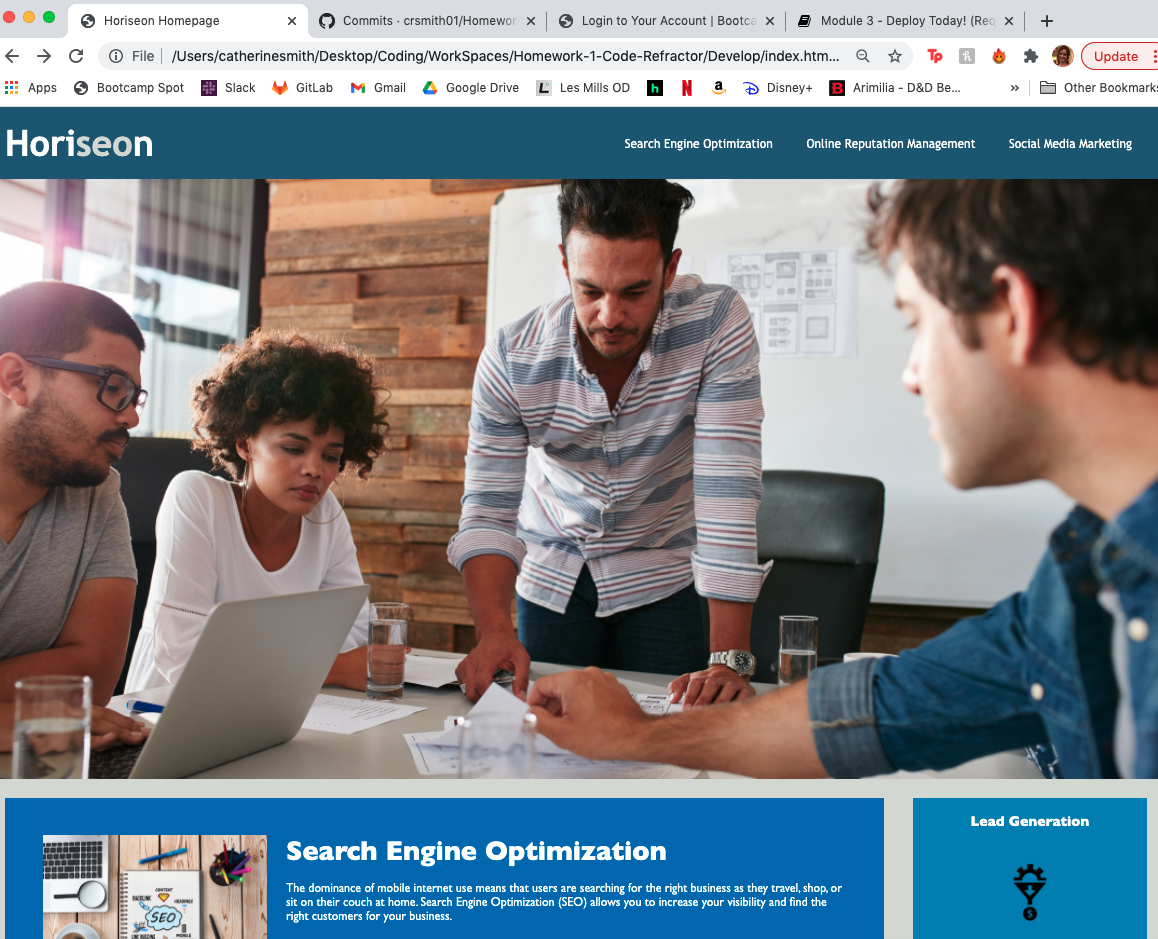 Horiseon Homepage
Commits · crsmith01/Homewor
Login to Your Account | Bootca
Module 3 - Deploy Today! (Req
File
/Users/catherinesmith/Desktop/Coding/WorkSpaces/Homework-1-Code-Refractor/Develop/index.htm...
Update
Apps
Bootcamp Spot
Slack
GitLab
Gmail
Google Drive
Les Mills OD
Disney+
Arimilia - D&D Be...
»
Other Bookmarks
Horiseon
Search Engine Optimization
Online Reputation Management
Social Media Marketing
Search Engine Optimization
The dominance of mobile internet use means that users are searching for the right business as they travel, shop, or
sit on their couch at home. Search Engine Optimization (SEO) allows you to increase your visibility and find the
right customers for your business.
CONTENT
BACKLINK
SEO
MOBILE
Lead Generation